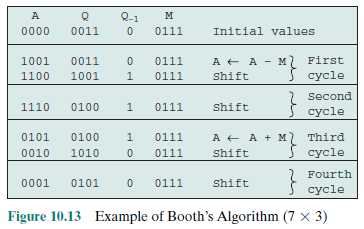 A Q Q-1 M
0000 0011 0 0111 Initial values
1001 0011 0 0111 A ← A - M } First
1100 1001 1 0111 Shift cycle
1110 0100 1 0111 Shift } Second cycle
0101 0100 1 0111 A ← A + M } Third
0010 1010 0 0111 Shift cycle
0001 0101 0 0111 Shift } Fourth cycle
Figure 10.13 Example of Booth's Algorithm (7 × 3)